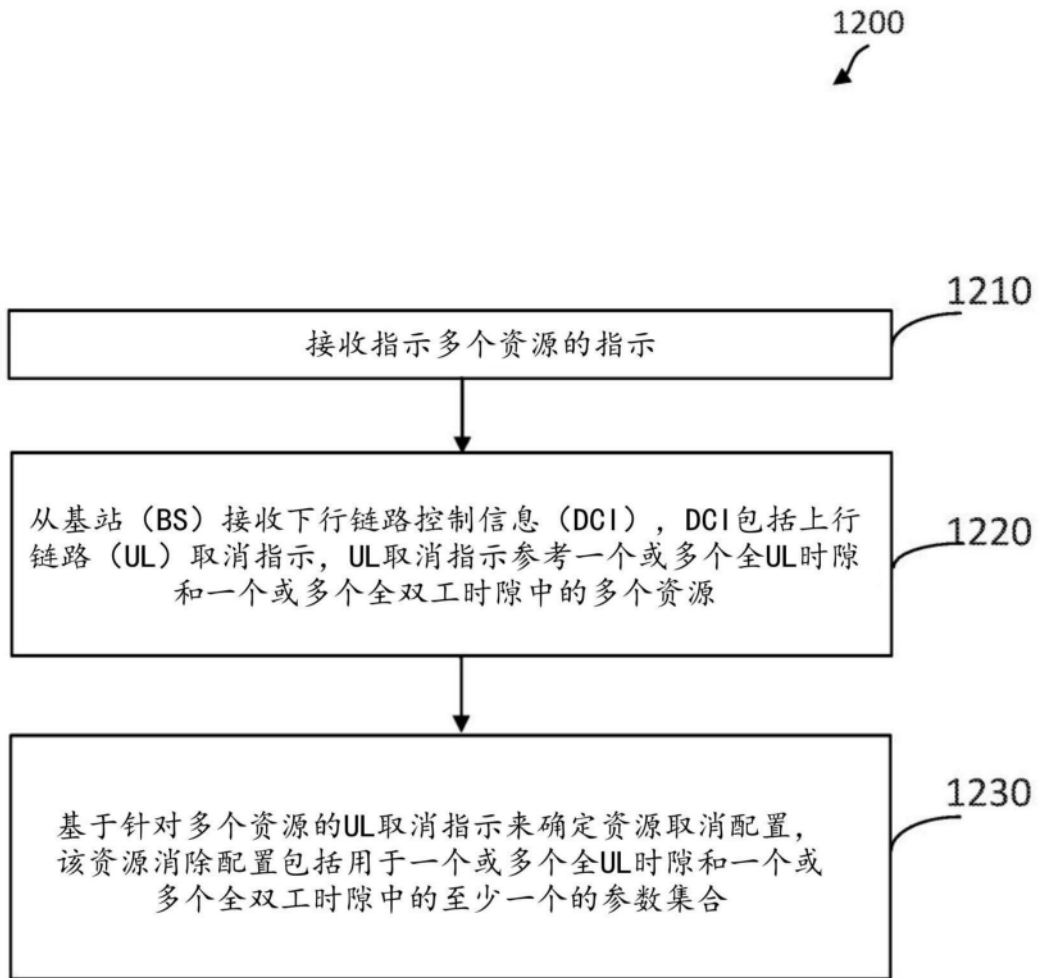 1200
1210
接收指示多个资源的指示
从基站（BS）接收下行链路控制信息（DCI），DCI包括上行
链路（UL）取消指示，UL取消指示参考一个或多个全UL时隙
和一个或多个全双工时隙中的多个资源
1220
基于针对多个资源的UL取消指示来确定资源取消配置，
该资源消除配置包括用于一个或多个全UL时隙和一个或
多个全双工时隙中的至少一个的参数集合
1230